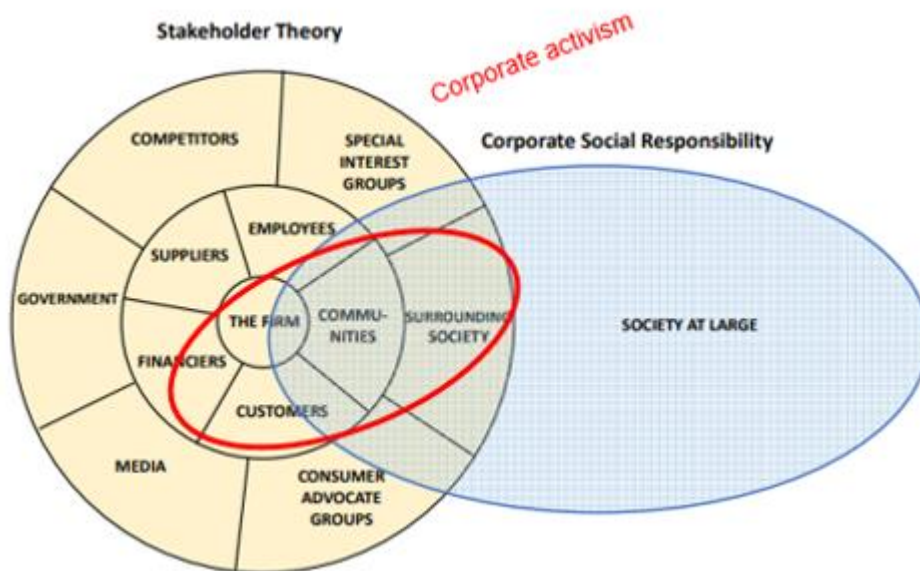 Stakeholder Theory
Corporate activism
Corporate Social Responsibility
COMPETITORS
SPECIAL
INTEREST
GROUPS
EMPLOYEES
SUPPLIERS
GOVERNMENT
THE FIRM
COMMU-
NITIES
SURROUNDING
SOCIETY
SOCIETY AT LARGE
FINANCIERS
CUSTOMERS
MEDIA
CONSUMER
ADVOCATE
GROUPS